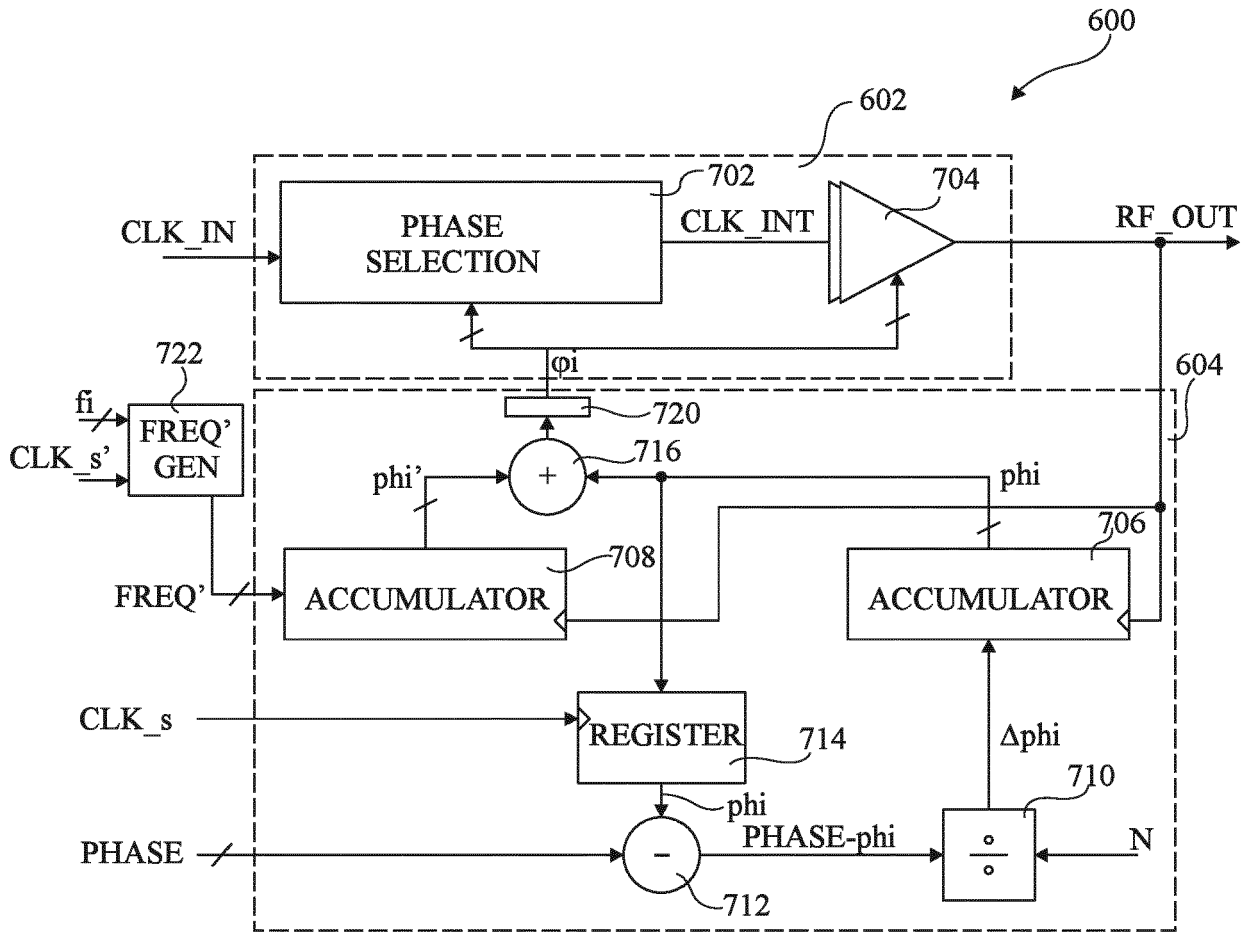 600
602
702
704
CLK_IN
PHASE
SELECTION
CLK_INT
RF_OUT
722
φi
604
fi
FREQ’
GEN
CLK_s’
720
716
phi’
+
phi
706
708
FREQ’
ACCUMULATOR
ACCUMULATOR
CLK_s
REGISTER
714
Δphi
710
phi
PHASE
-
PHASE-phi
÷
N
712